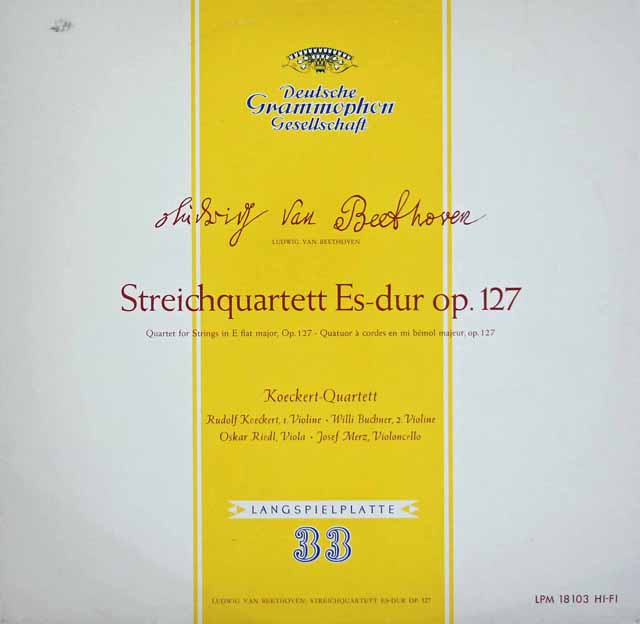 Deutsche
Grammophon
Gesellschaft
Ludwig van Beethoven
LUDWIG VAN BEETHOVEN
Streichquartett Es-dur op. 127
Quartet for Strings in E flat major, Op. 127 - Quatuor à cordes en mi bémol majeur, op. 127
Koeckert-Quartett
Rudolf Koeckert, 1. Violine · Willi Buchner, 2. Violine
Oskar Riedl, Viola · Josef Merz, Violoncello
LANGSPIELPLATTE
33
LUDWIG VAN BEETHOVEN: STREICHQUARTETT ES-DUR OP. 127
LPM 18103 HI-FI